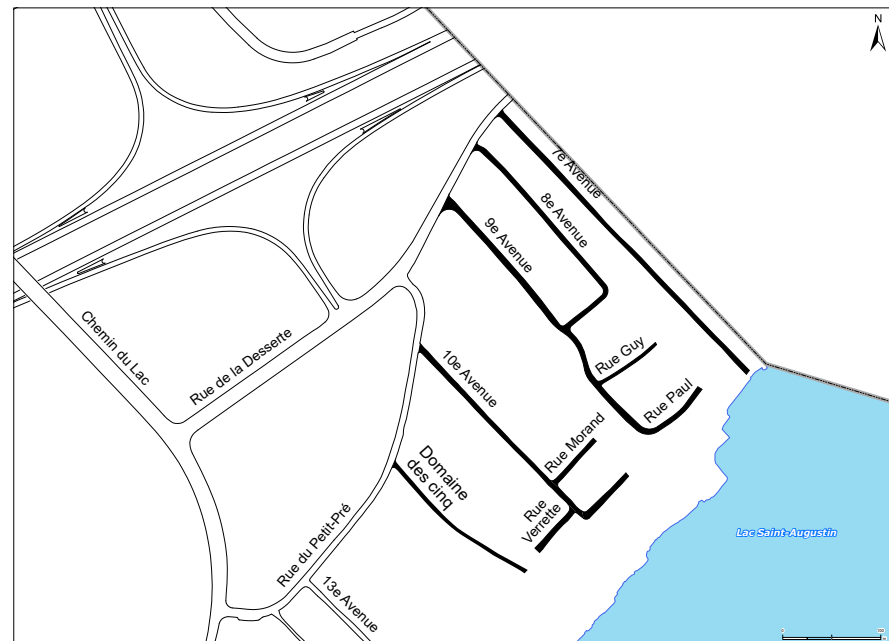 N
7e Avenue
8e Avenue
9e Avenue
Chemin du Lac
Rue de la Desserte
10e Avenue
Rue Guy
Rue Paul
Rue Morand
Domaine
des cinq
Rue
Verrette
Rue du Petit-Pré
13e Avenue
Lac Saint-Augustin
0